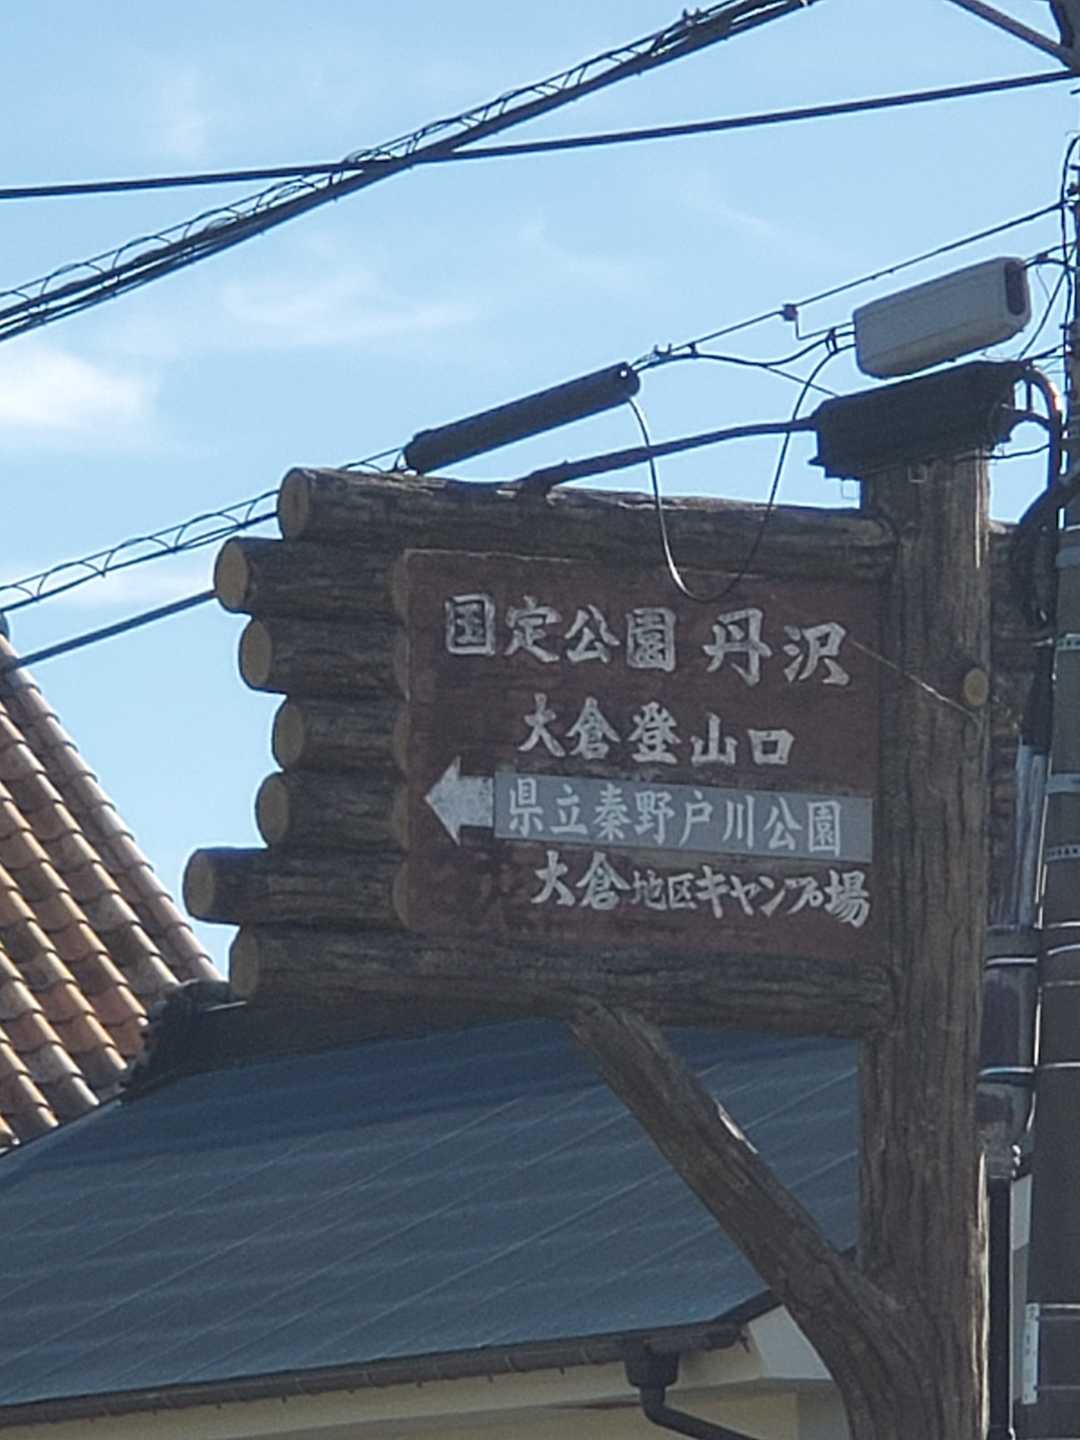 国定公園 丹沢
大倉登山口
県立秦野戸川公園
大倉地区キャンプ場